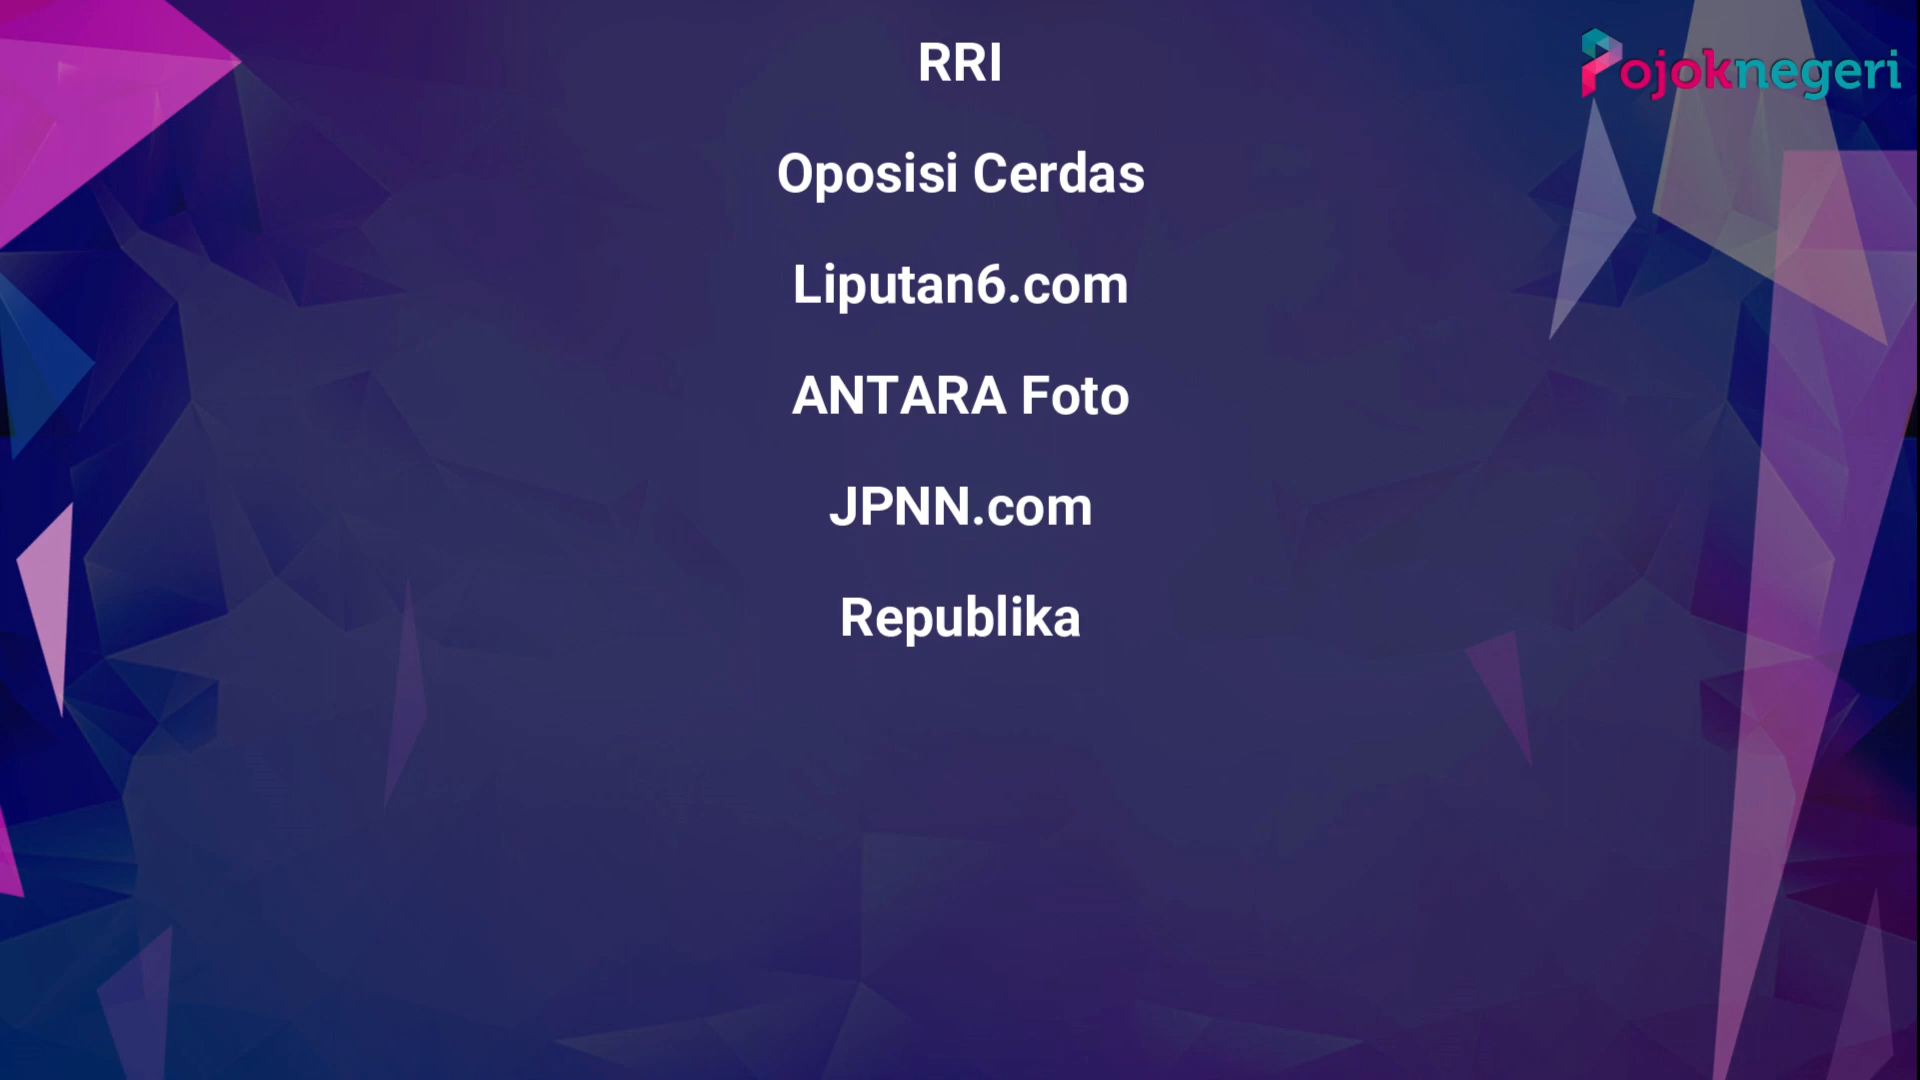 RRI
Pojoknegeri
Oposisi Cerdas
Liputan6.com
ANTARA Foto
JPNN.com
Republika